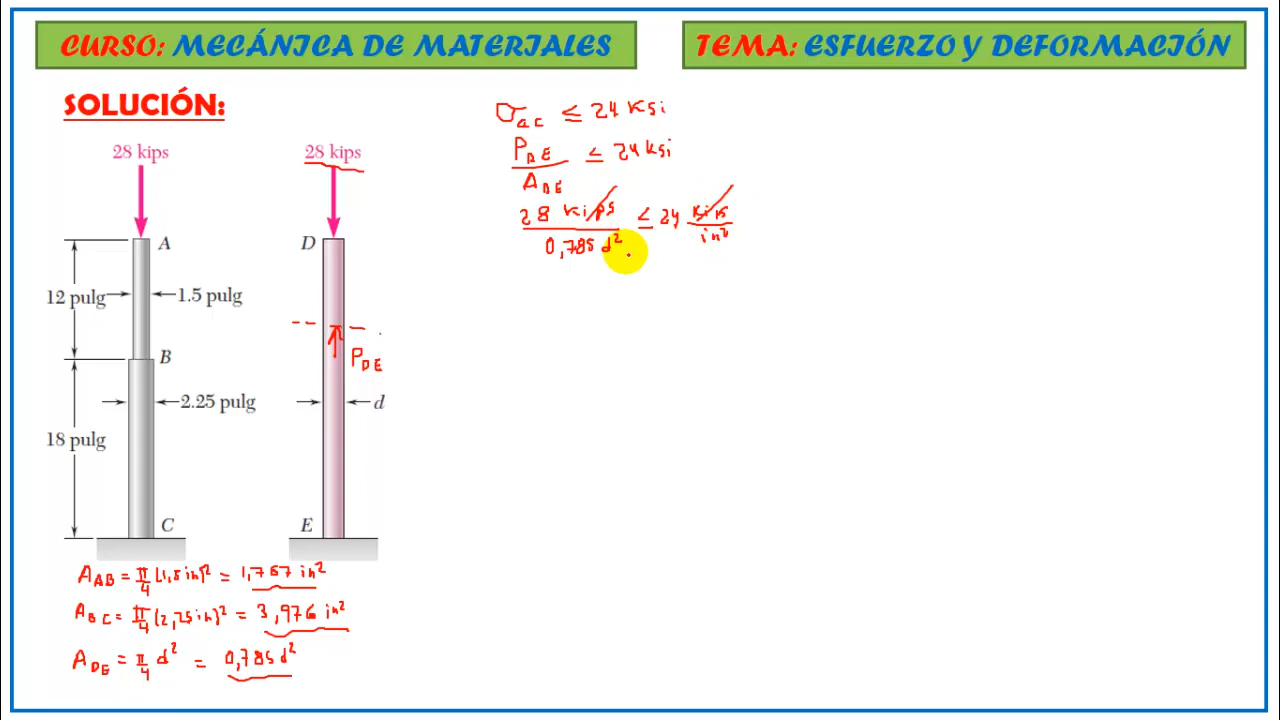 CURSO: MECÁNICA DE MATERIALES
TEMA: ESFUERZO Y DEFORMACIÓN
SOLUCIÓN:
28 kips
A
12 pulg
1.5 pulg
B
2.25 pulg
18 pulg
C
28 kips
D
P_DE
d
E
A_AB = π/4 (1,5 in)² = 1,767 in²
A_BC = π/4 (2,25 in)² = 3,976 in²
A_DE = π/4 d² = 0,785 d²
σ_ac ≤ 24 ksi
P_DE / A_DE ≤ 24 ksi
28 kips / 0,785 d² ≤ 24 kips / in²